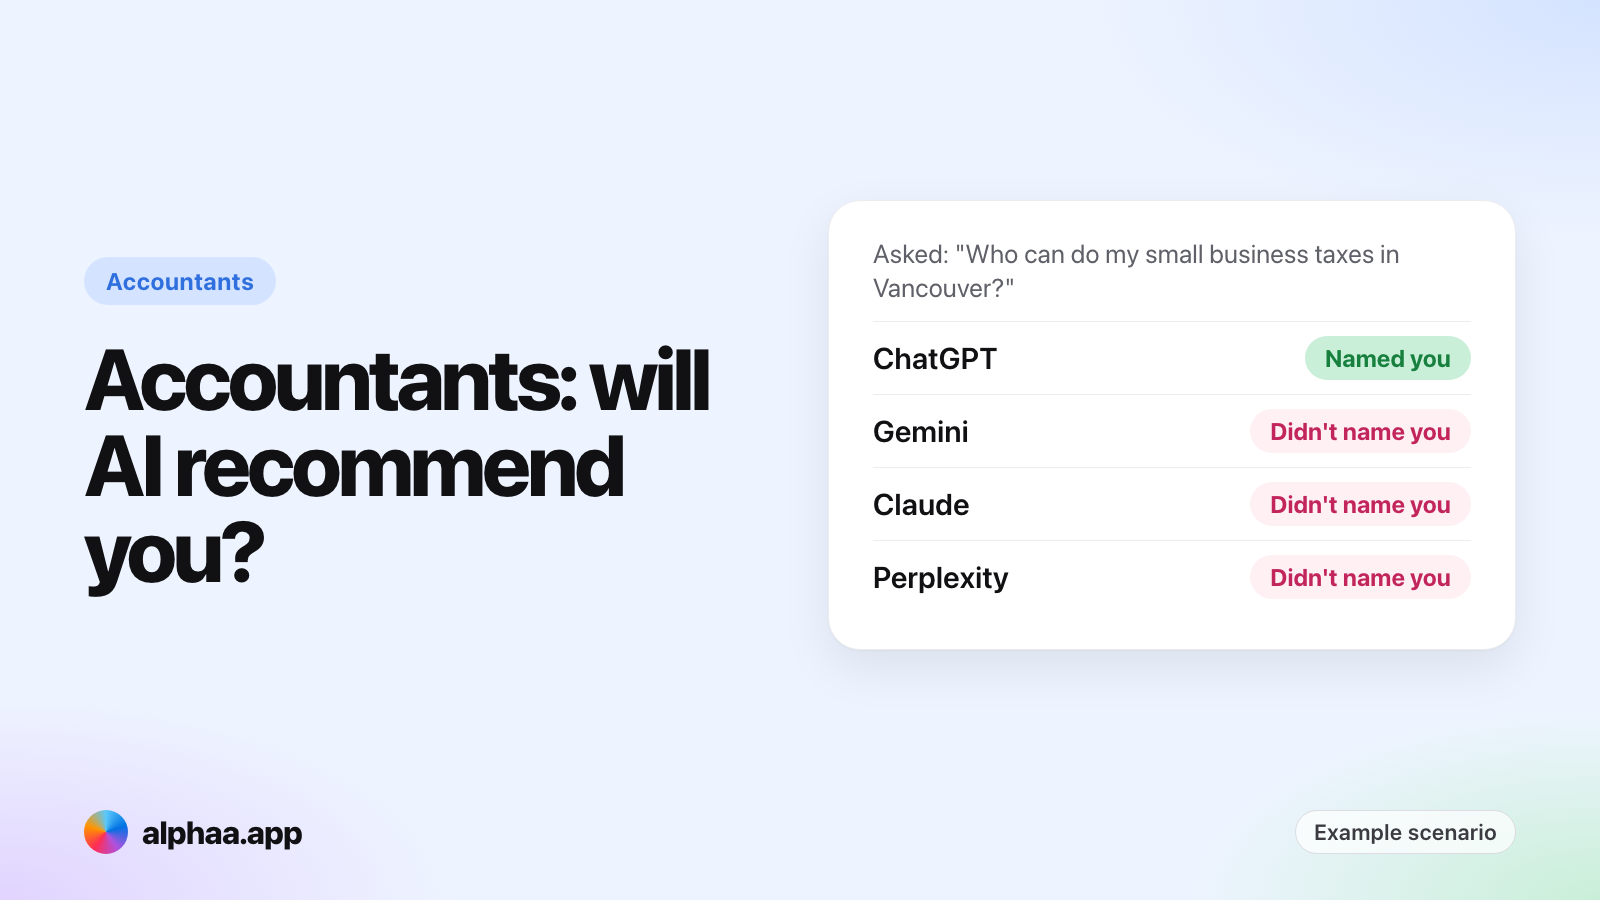 Accountants
Accountants: will
AI recommend
you?
Asked: "Who can do my small business taxes in
Vancouver?"
ChatGPT Named you
Gemini Didn't name you
Claude Didn't name you
Perplexity Didn't name you
alphaa.app
Example scenario